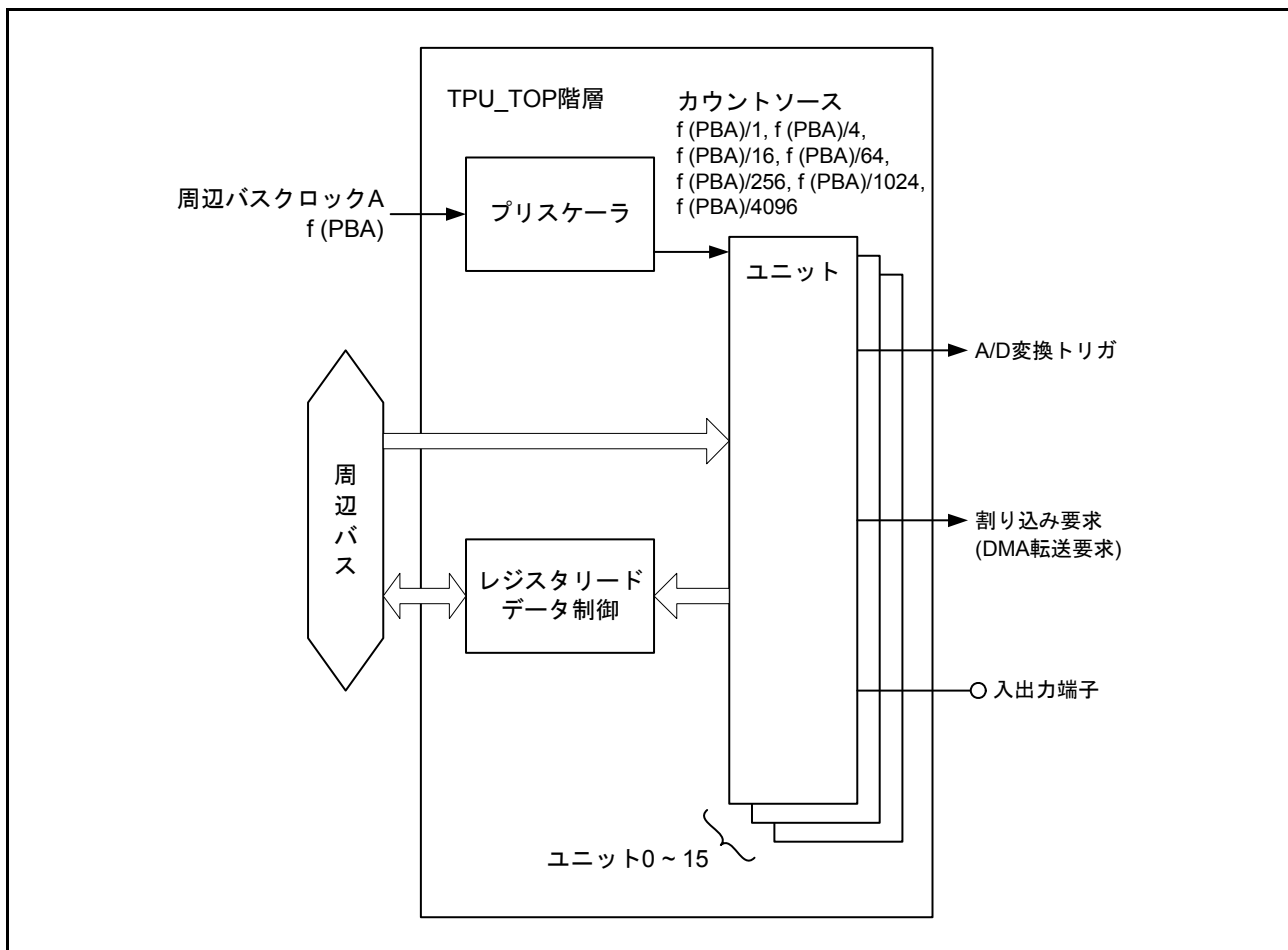 TPU_TOP階層
カウントソース
f (PBA)/1, f (PBA)/4,
f (PBA)/16, f (PBA)/64,
f (PBA)/256, f (PBA)/1024,
f (PBA)/4096
周辺バスクロックA
f (PBA)
プリスケーラ
ユニット
A/D変換トリガ
周辺バス
割り込み要求
(DMA転送要求)
レジスタリード
データ制御
入出力端子
ユニット0 ~ 15